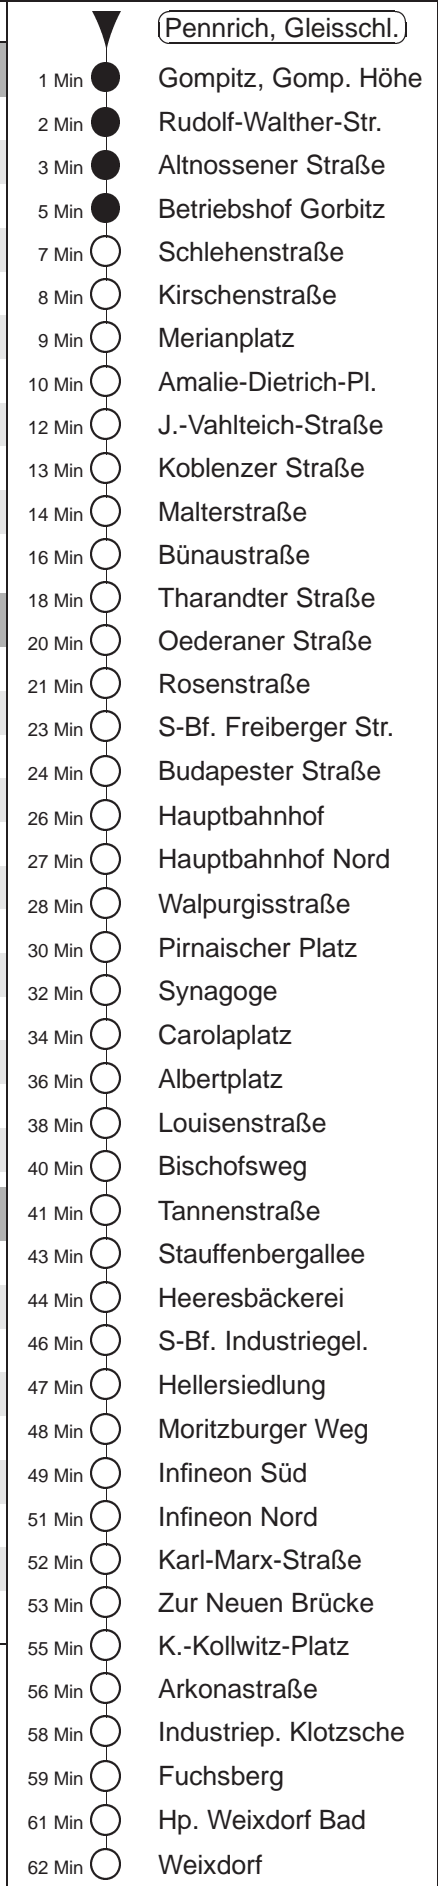 Pennrich, Gleisschl.
1 Min Gompitz, Gomp. Höhe
2 Min Rudolf-Walther-Str.
3 Min Altnossener Straße
5 Min Betriebshof Gorbitz
7 Min Schlehenstraße
8 Min Kirschenstraße
9 Min Merianplatz
10 Min Amalie-Dietrich-Pl.
12 Min J.-Vahlteich-Straße
13 Min Koblenzer Straße
14 Min Malterstraße
16 Min Bünaustraße
18 Min Tharandter Straße
20 Min Oederaner Straße
21 Min Rosenstraße
23 Min S-Bf. Freiberger Str.
24 Min Budapester Straße
26 Min Hauptbahnhof
27 Min Hauptbahnhof Nord
28 Min Walpurgisstraße
30 Min Pirnaischer Platz
32 Min Synagoge
34 Min Carolaplatz
36 Min Albertplatz
38 Min Louisenstraße
40 Min Bischofsweg
41 Min Tannenstraße
43 Min Stauffenbergallee
44 Min Heeresbäckerei
46 Min S-Bf. Industriegel.
47 Min Hellersiedlung
48 Min Moritzburger Weg
49 Min Infineon Süd
51 Min Infineon Nord
52 Min Karl-Marx-Straße
53 Min Zur Neuen Brücke
55 Min K.-Kollwitz-Platz
56 Min Arkonastraße
58 Min Industriep. Klotzsche
59 Min Fuchsberg
61 Min Hp. Weixdorf Bad
62 Min Weixdorf